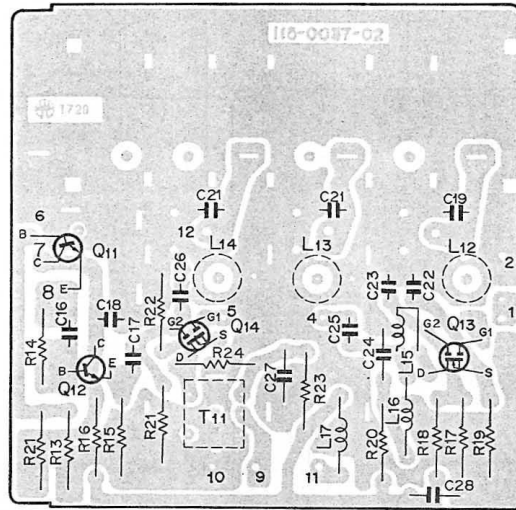 116-0087-02
1720
C21
C21
C19
6
B
7
C
Q11
E
8
12
L14
L13
L12
2
C26
C23
C22
1
R22
G1
5
G2
Q14
S
D
4
C25
G2
Q13
G1
D
S
L15
C24
R14
C16
C18
C17
C
B
E
Q12
R24
C27
R23
T11
L17
L16
R21
R13
R16
R15
R21
R20
R18
R17
R19
10
9
11
C28